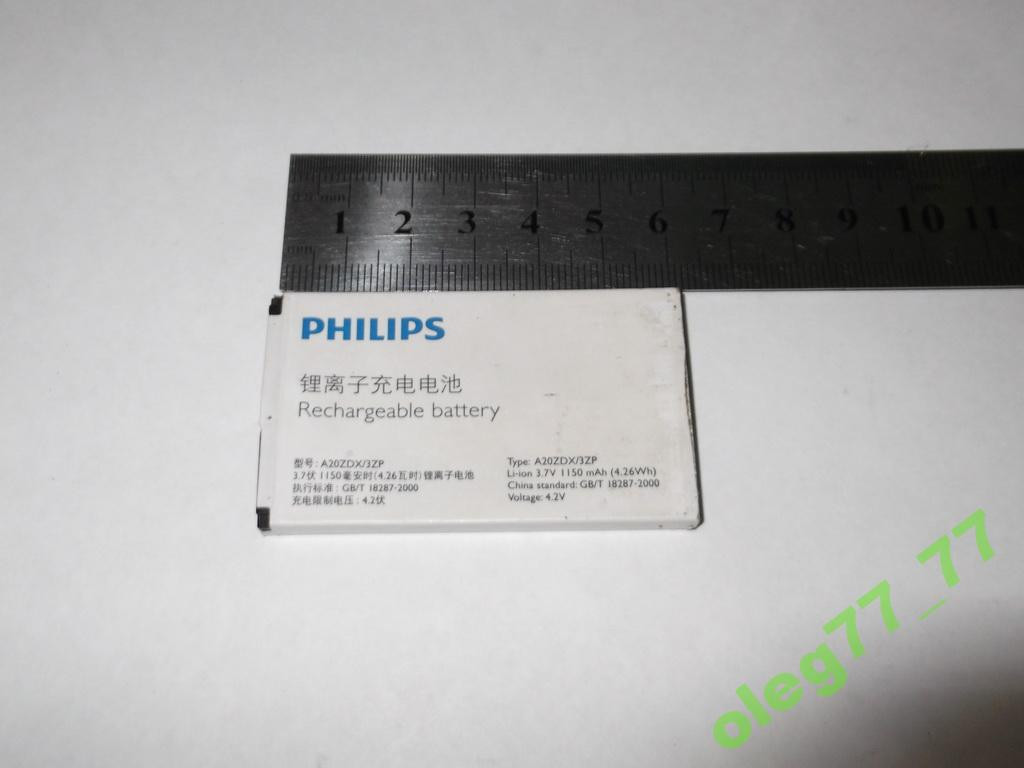 1 2 3 4 5 6 7 8 9 10 11
PHILIPS
锂离子充电电池
Rechargeable battery
型号: A20ZDX/3ZP
3.7伏 1150毫安时(4.26瓦时)锂离子电池
执行标准: GB/T 18287-2000
充电限制电压: 4.2伏
Type: A20ZDX/3ZP
Li-ion 3.7V 1150 mAh (4.26Wh)
China standard: GB/T 18287-2000
Voltage: 4.2V
oleg77_77